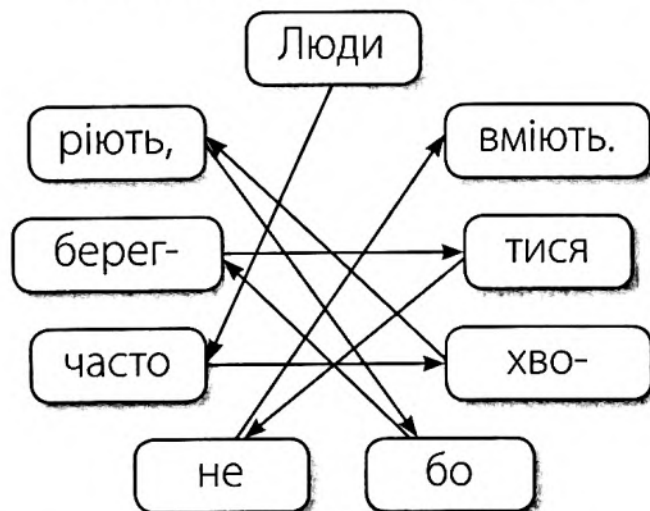 Люди
ріють,
вміють.
берег-
тися
часто
хво-
не
бо